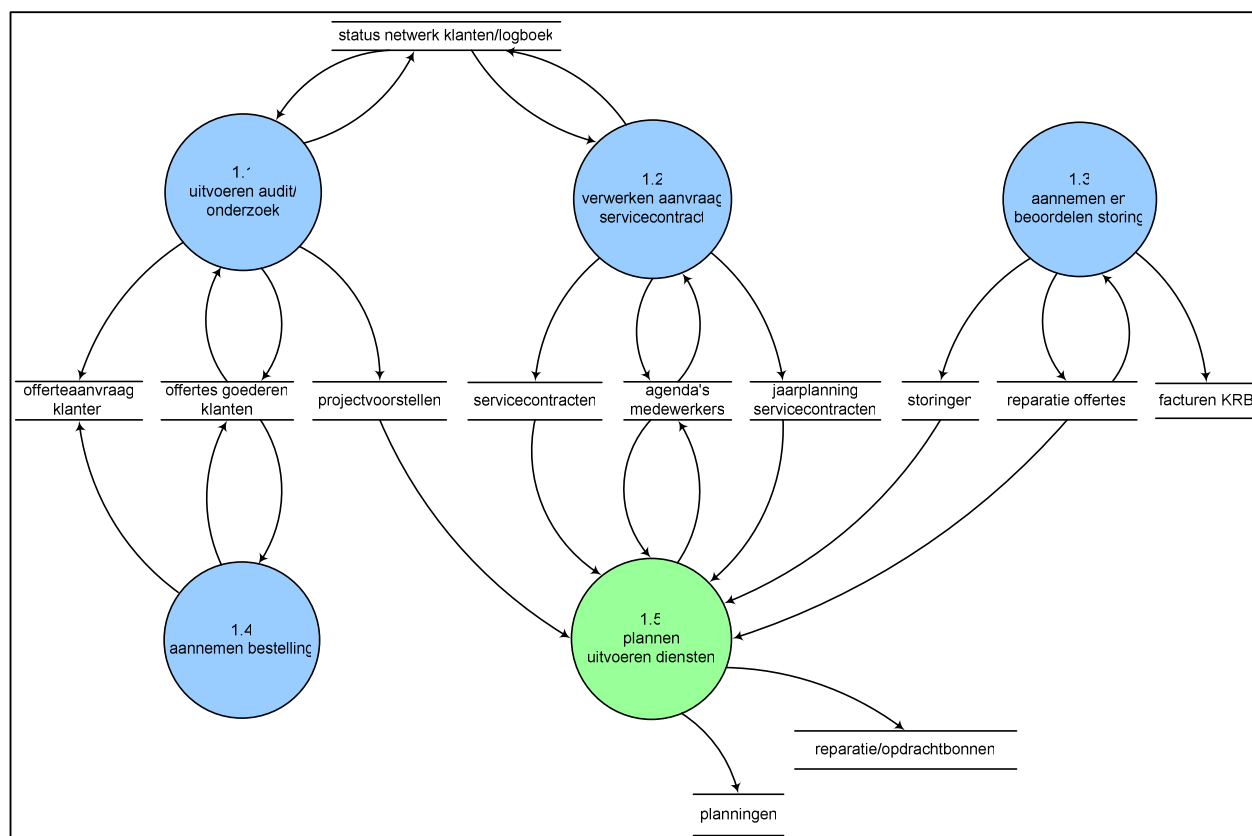 status netwerk klanten/logboek
1.1
uitvoeren audit/
onderzoek
1.2
verwerken aanvraag
servicecontract
1.3
aannemen en
beoordelen storing
offerteaanvraag
klanten
offertes goederen
klanten
projectvoorstellen
servicecontracten
agenda's
medewerkers
jaarplanning
servicecontracten
storingen
reparatie offertes
facturen KRB
1.4
aannemen bestelling
1.5
plannen
uitvoeren diensten
reparatie/opdrachtbonnen
planningen